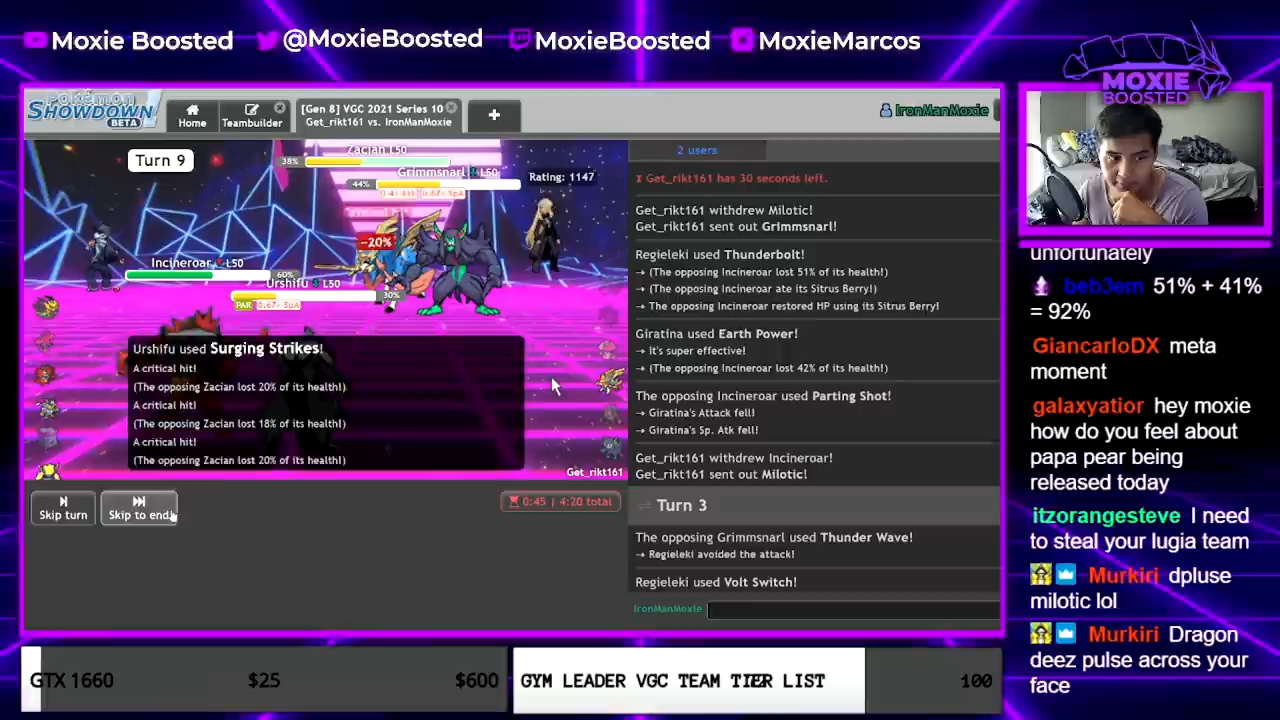 Moxie Boosted
@MoxieBoosted
MoxieBoosted
MoxieMarcos
MOXIE
BOOSTED
Pokémon
SHOWDOWN
BETA
Home
Teambuilder
[Gen 8] VGC 2021 Series 10
Get_rikt161 vs. IronManMoxie
+
IronManMoxie
Turn 9
Zacian L50
38%
Grimmsnarl L50
44%
Rating: 1147
-20%
Incineroar L50
60%
Urshifu L50
30%
PAR 0.67× SpA
Urshifu used Surging Strikes!
A critical hit!
(The opposing Zacian lost 20% of its health!)
A critical hit!
(The opposing Zacian lost 18% of its health!)
A critical hit!
(The opposing Zacian lost 20% of its health!)
Get_rikt161
Skip turn
Skip to end
0:45 | 4:20 total
2 users
Get_rikt161 has 30 seconds left.
Get_rikt161 withdrew Milotic!
Get_rikt161 sent out Grimmsnarl!
Regieleki used Thunderbolt!
→ (The opposing Incineroar lost 51% of its health!)
→ (The opposing Incineroar ate its Sitrus Berry!)
→ The opposing Incineroar restored HP using its Sitrus Berry!
Giratina used Earth Power!
→ It's super effective!
→ (The opposing Incineroar lost 42% of its health!)
The opposing Incineroar used Parting Shot!
→ Giratina's Attack fell!
→ Giratina's Sp. Atk fell!
Get_rikt161 withdrew Incineroar!
Get_rikt161 sent out Milotic!
Turn 3
The opposing Grimmsnarl used Thunder Wave!
→ Regieleki avoided the attack!
Regieleki used Volt Switch!
IronManMoxie
unfortunately
beb3em 51% + 41%
= 92%
GiancarloDX meta
moment
galaxyatior hey moxie
how do you feel about
papa pear being
released today
itzorangesteve I need
to steal your lugia team
Murkiri dpluse
milotic lol
Murkiri Dragon
deez pulse across your
face
GTX 1660
$25
$600
GYM LEADER VGC TEAM TIER LIST
100